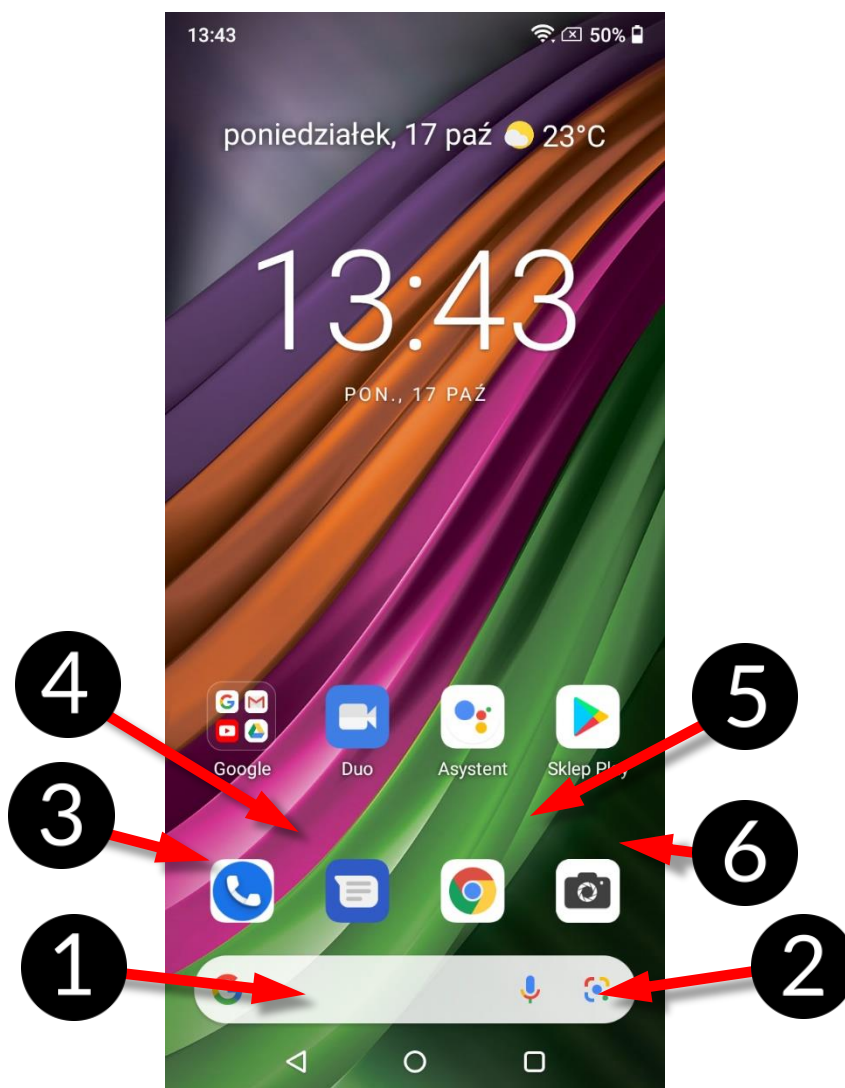 13:43 50%
poniedziałek, 17 paź 23°C
13:43
PON., 17 PAŹ
4
5
Google Duo Asystent Sklep Play
3
6
1
2